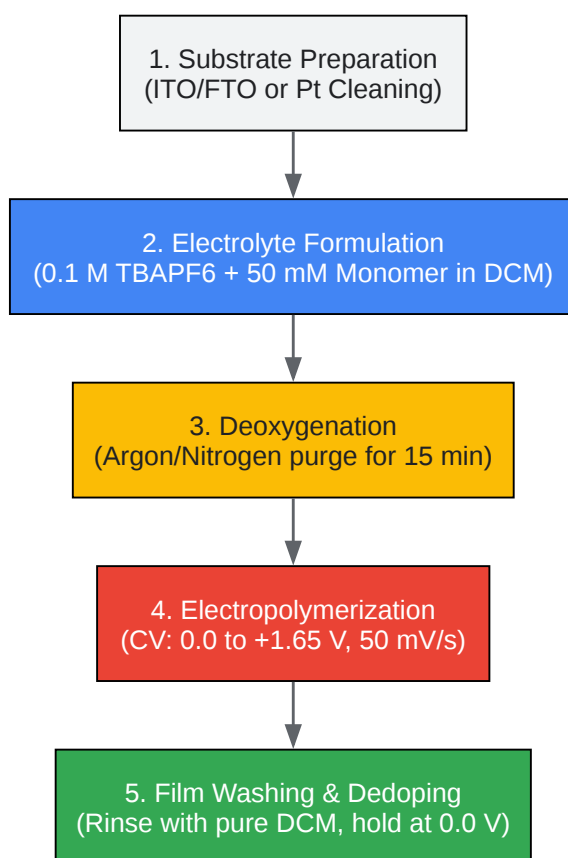 1. Substrate Preparation
(ITO/FTO or Pt Cleaning)
2. Electrolyte Formulation
(0.1 M TBAPF6 + 50 mM Monomer in DCM)
3. Deoxygenation
(Argon/Nitrogen purge for 15 min)
4. Electropolymerization
(CV: 0.0 to +1.65 V, 50 mV/s)
5. Film Washing & Dedoping
(Rinse with pure DCM, hold at 0.0 V)